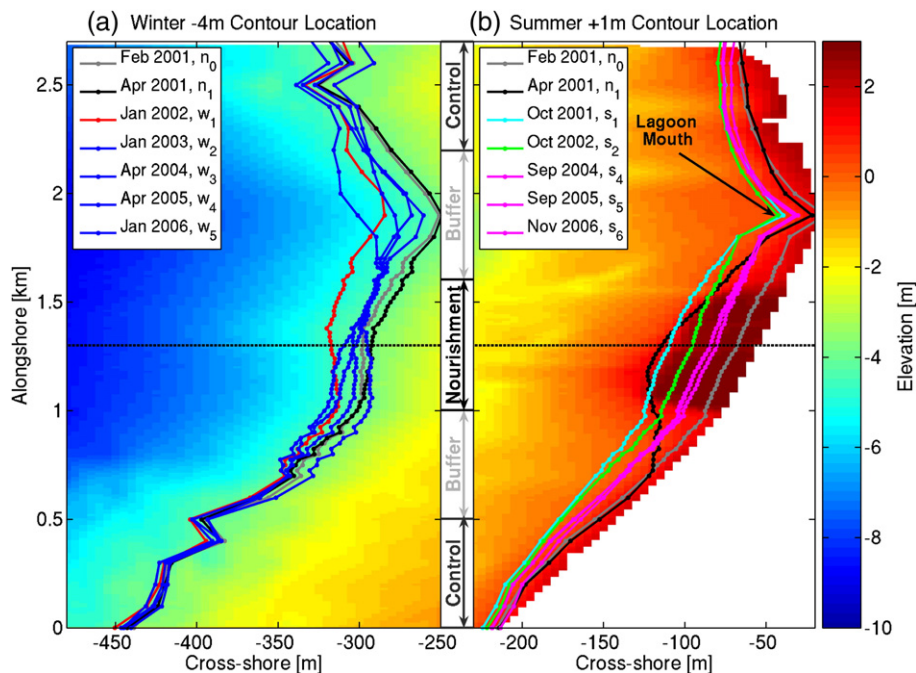 (a) Winter -4m Contour Location
Feb 2001, n0
Apr 2001, n1
Jan 2002, w1
Jan 2003, w2
Apr 2004, w3
Apr 2005, w4
Jan 2006, w5
Alongshore [km]
2.5
2
1.5
1
0.5
0
-450
-400
-350
-300
-250
Cross-shore [m]
Control
Buffer
Nourishment
Buffer
Control
(b) Summer +1m Contour Location
Feb 2001, n0
Apr 2001, n1
Oct 2001, s1
Oct 2002, s2
Sep 2004, s4
Sep 2005, s5
Nov 2006, s6
Lagoon
Mouth
-200
-150
-100
-50
Cross-shore [m]
2
0
-2
-4
-6
-8
-10
Elevation [m]